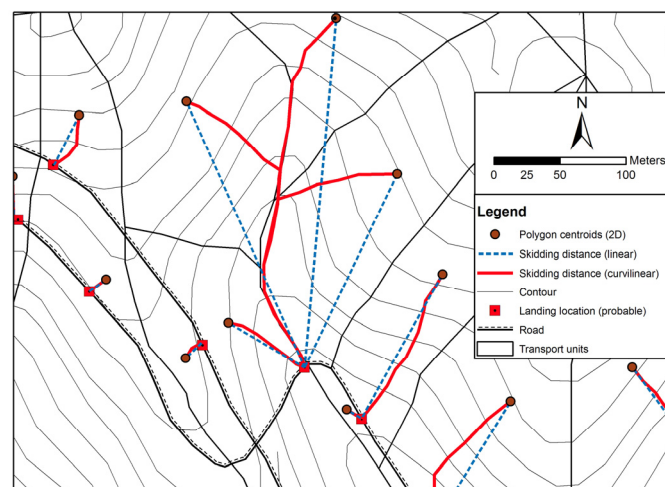 N
Meters
0 25 50 100
Legend
Polygon centroids (2D)
Skidding distance (linear)
Skidding distance (curvilinear)
Contour
Landing location (probable)
Road
Transport units